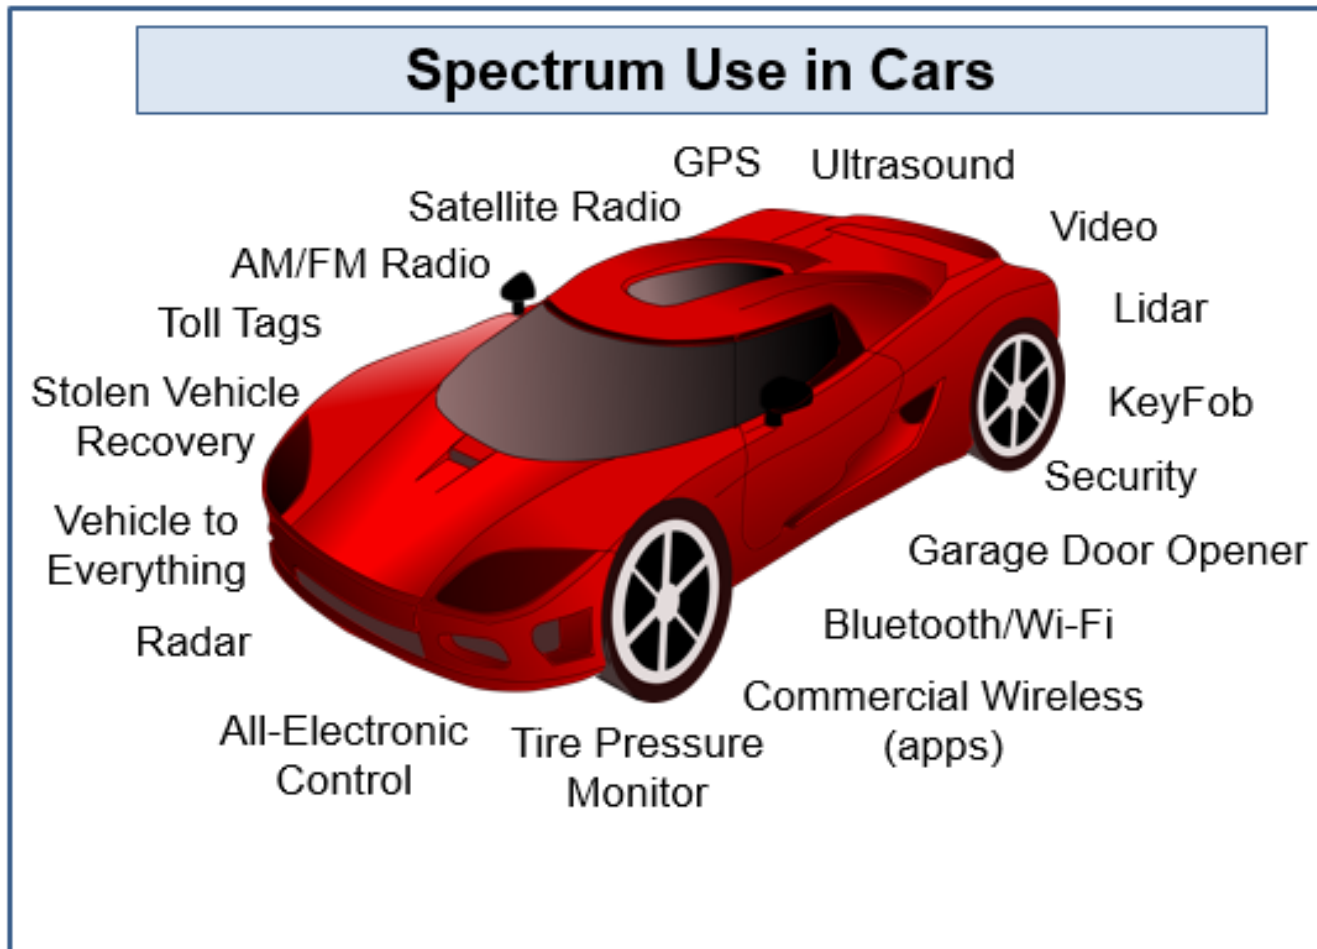 Spectrum Use in Cars
GPS
Ultrasound
Satellite Radio
Video
AM/FM Radio
Lidar
Toll Tags
Stolen Vehicle
Recovery
KeyFob
Security
Vehicle to
Everything
Garage Door Opener
Radar
Bluetooth/Wi-Fi
Commercial Wireless
(apps)
All-Electronic
Control
Tire Pressure
Monitor